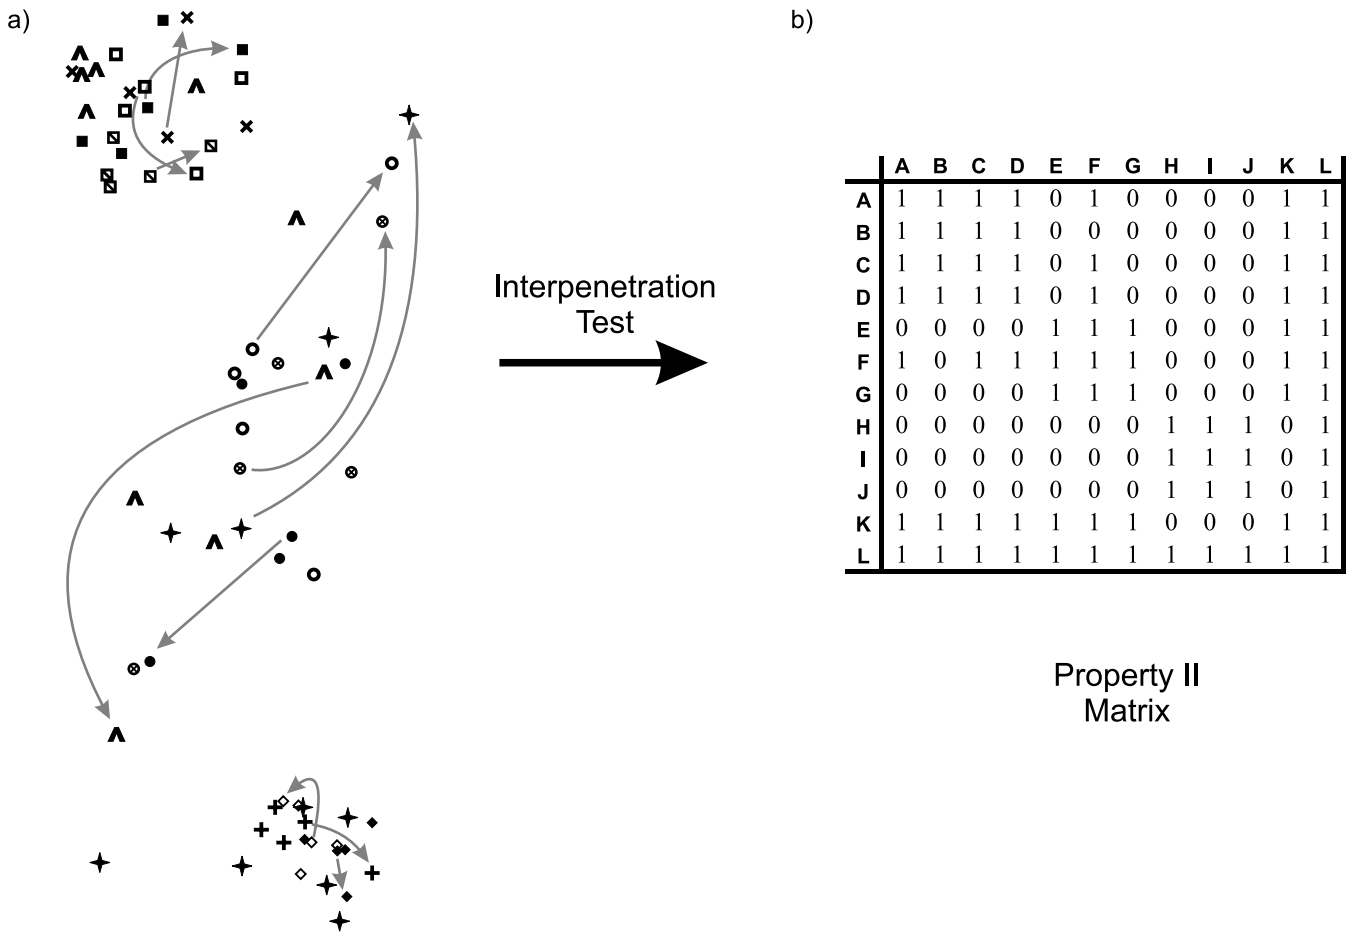 a)
b)
Interpenetration
Test
A B C D E F G H I J K L
A 1 1 1 1 0 1 0 0 0 0 1 1
B 1 1 1 1 0 0 0 0 0 0 1 1
C 1 1 1 1 0 1 0 0 0 0 1 1
D 1 1 1 1 0 1 0 0 0 0 1 1
E 0 0 0 0 1 1 1 0 0 0 1 1
F 1 0 1 1 1 1 1 0 0 0 1 1
G 0 0 0 0 1 1 1 0 0 0 1 1
H 0 0 0 0 0 0 0 1 1 1 0 1
I 0 0 0 0 0 0 0 1 1 1 0 1
J 0 0 0 0 0 0 0 1 1 1 0 1
K 1 1 1 1 1 1 1 0 0 0 1 1
L 1 1 1 1 1 1 1 1 1 1 1 1
Property II
Matrix